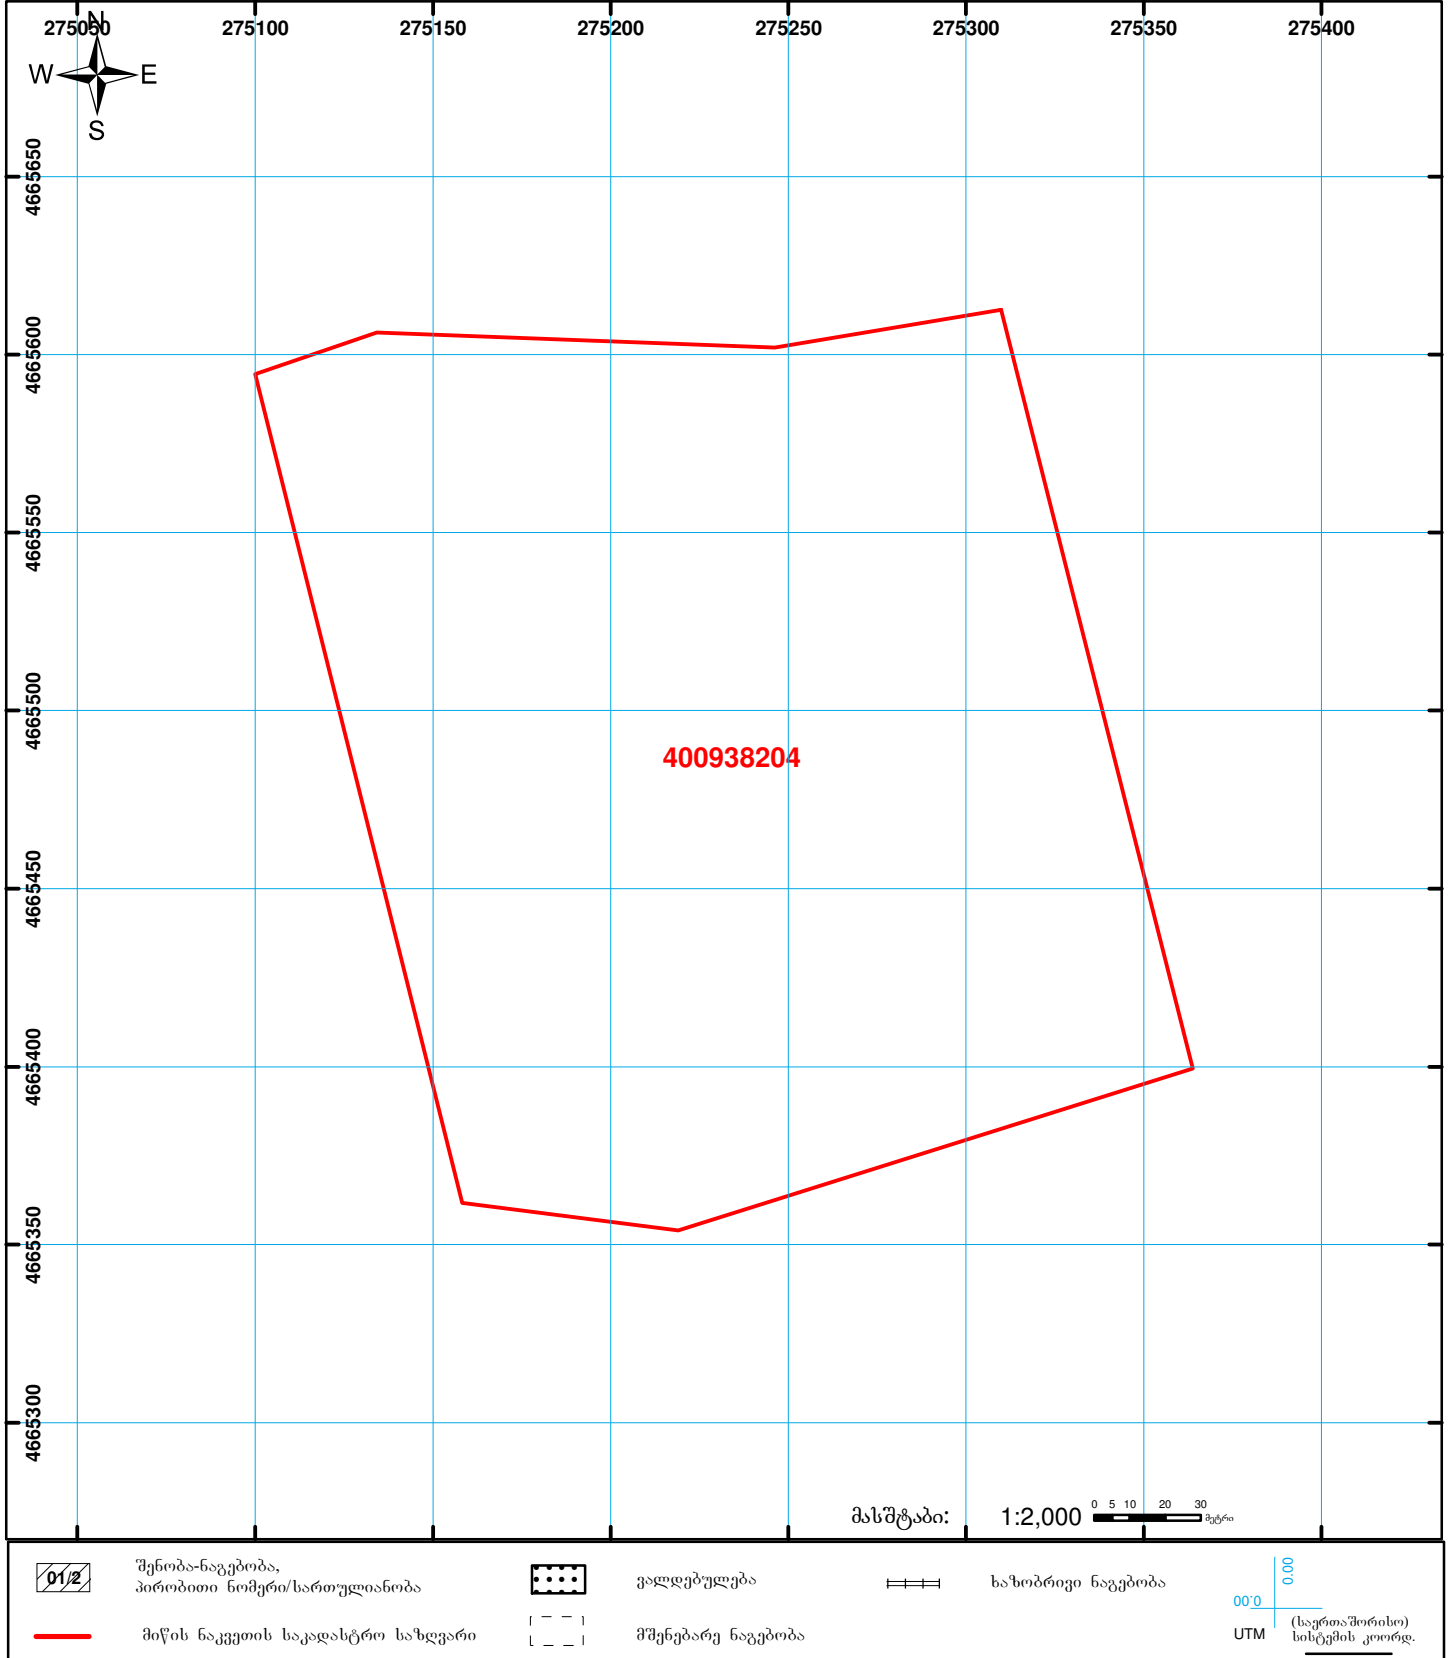 275050 275100 275150 275200 275250 275300 275350 275400
N
W E
S
4665650
4665600
4665550
4665500
4665450
4665400
4665350
4665300
400938204
მასშტაბი: 1:2,000 0 5 10 20 30 მეტრი
01/2 შენობა-ნაგებობა,
პირობითი ნომერი/სართულიანობა
ვალდებულება
ხაზობრივი ნაგებობა
მიწის ნაკვეთის საკადასტრო საზღვარი
მშენებარე ნაგებობა
00.0
00.0
UTM (საერთაშორისო)
სისტემის კოორდ.